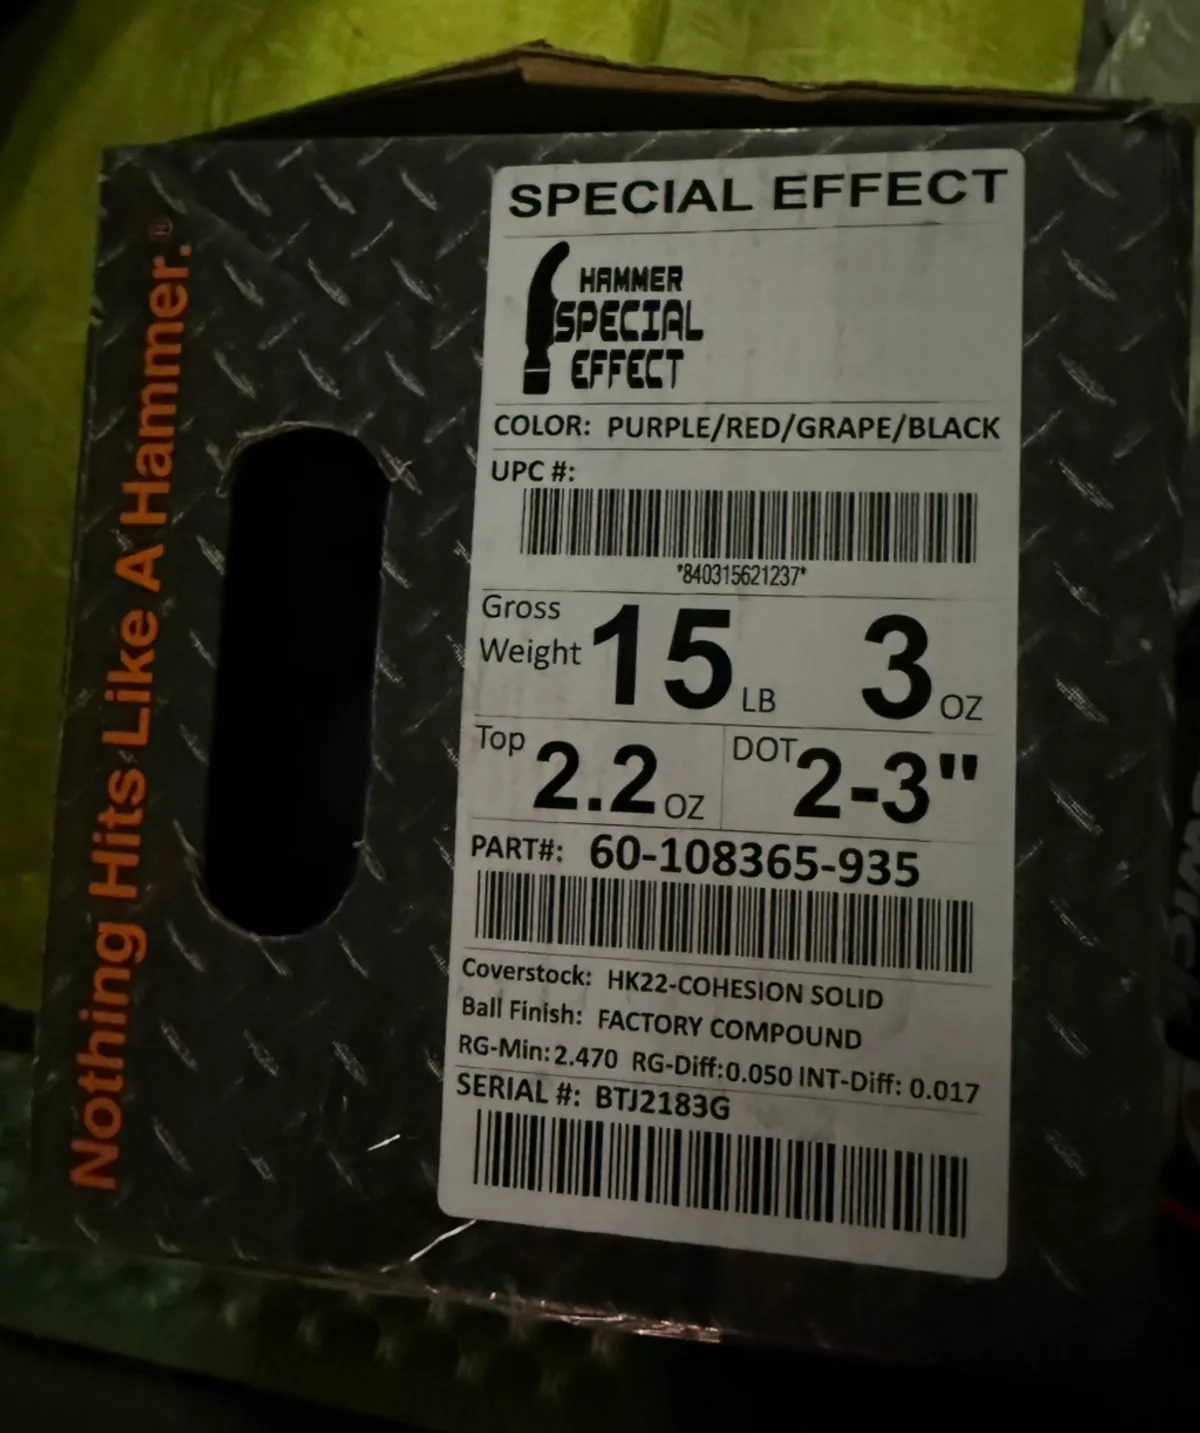 Nothing Hits Like A Hammer.®
SPECIAL EFFECT
HAMMER
SPECIAL
EFFECT
COLOR: PURPLE/RED/GRAPE/BLACK
UPC #:
*840315621237*
Gross Weight 15 LB 3 OZ
Top 2.2 OZ DOT 2-3"
PART#: 60-108365-935
Coverstock: HK22-COHESION SOLID
Ball Finish: FACTORY COMPOUND
RG-Min: 2.470 RG-Diff: 0.050 INT-Diff: 0.017
SERIAL #: BTJ2183G